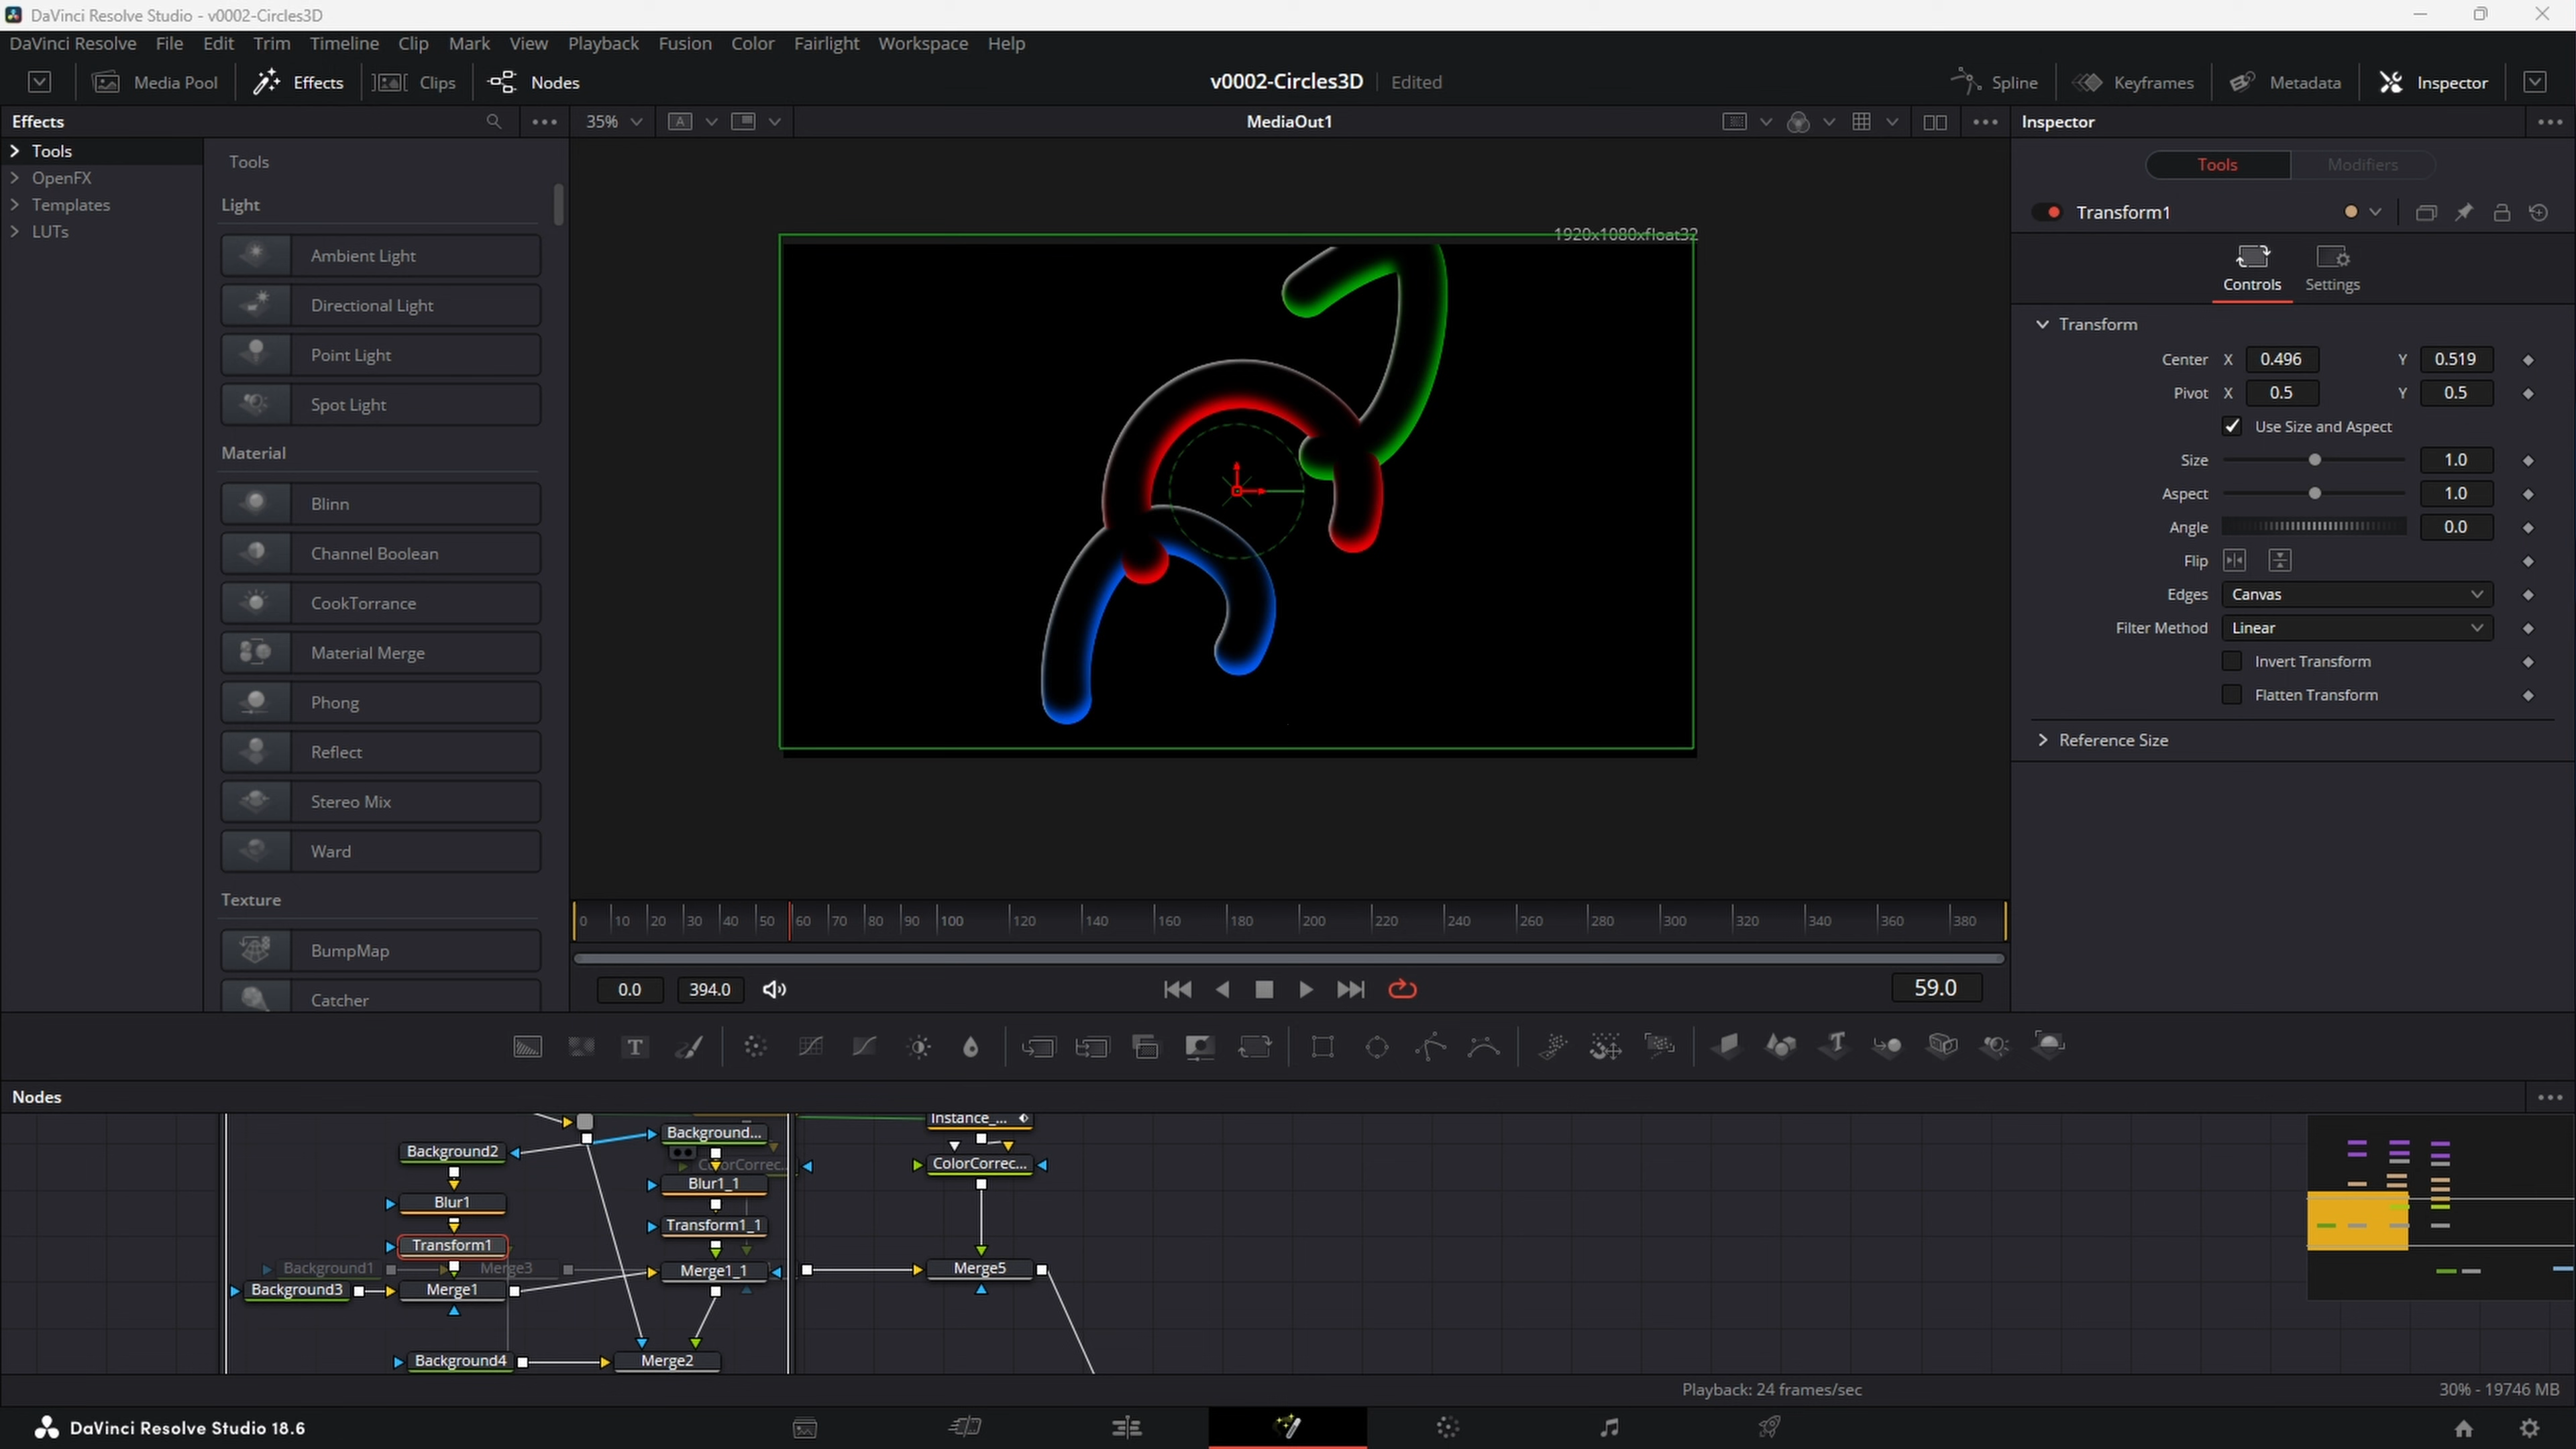 DaVinci Resolve Studio - v0002-Circles3D
DaVinci Resolve File Edit Trim Timeline Clip Mark View Playback Fusion Color Fairlight Workspace Help
Media Pool Effects Clips Nodes v0002-Circles3D Edited Spline Keyframes Metadata Inspector
Effects 35% A MediaOut1 Inspector
Tools
OpenFX
Templates
LUTs
Tools
Light
Ambient Light
Directional Light
Point Light
Spot Light
Material
Blinn
Channel Boolean
CookTorrance
Material Merge
Phong
Reflect
Stereo Mix
Ward
Texture
BumpMap
Catcher
1920x1080xfloat32
Tools Modifiers
Transform1
Controls Settings
Transform
Center X 0.496 Y 0.519
Pivot X 0.5 Y 0.5
Use Size and Aspect
Size 1.0
Aspect 1.0
Angle 0.0
Flip
Edges Canvas
Filter Method Linear
Invert Transform
Flatten Transform
Reference Size
0 10 20 30 40 50 60 70 80 90 100 120 140 160 180 200 220 240 260 280 300 320 340 360 380
0.0 394.0 59.0
T T
Nodes
Instance_...
Background2 Background...
ColorCorrec... ColorCorrec...
Blur1 Blur1_1
Transform1 Transform1_1
Background1 Merge3 Merge1_1 Merge5
Background3 Merge1
Background4 Merge2
Playback: 24 frames/sec 30% - 19746 MB
DaVinci Resolve Studio 18.6